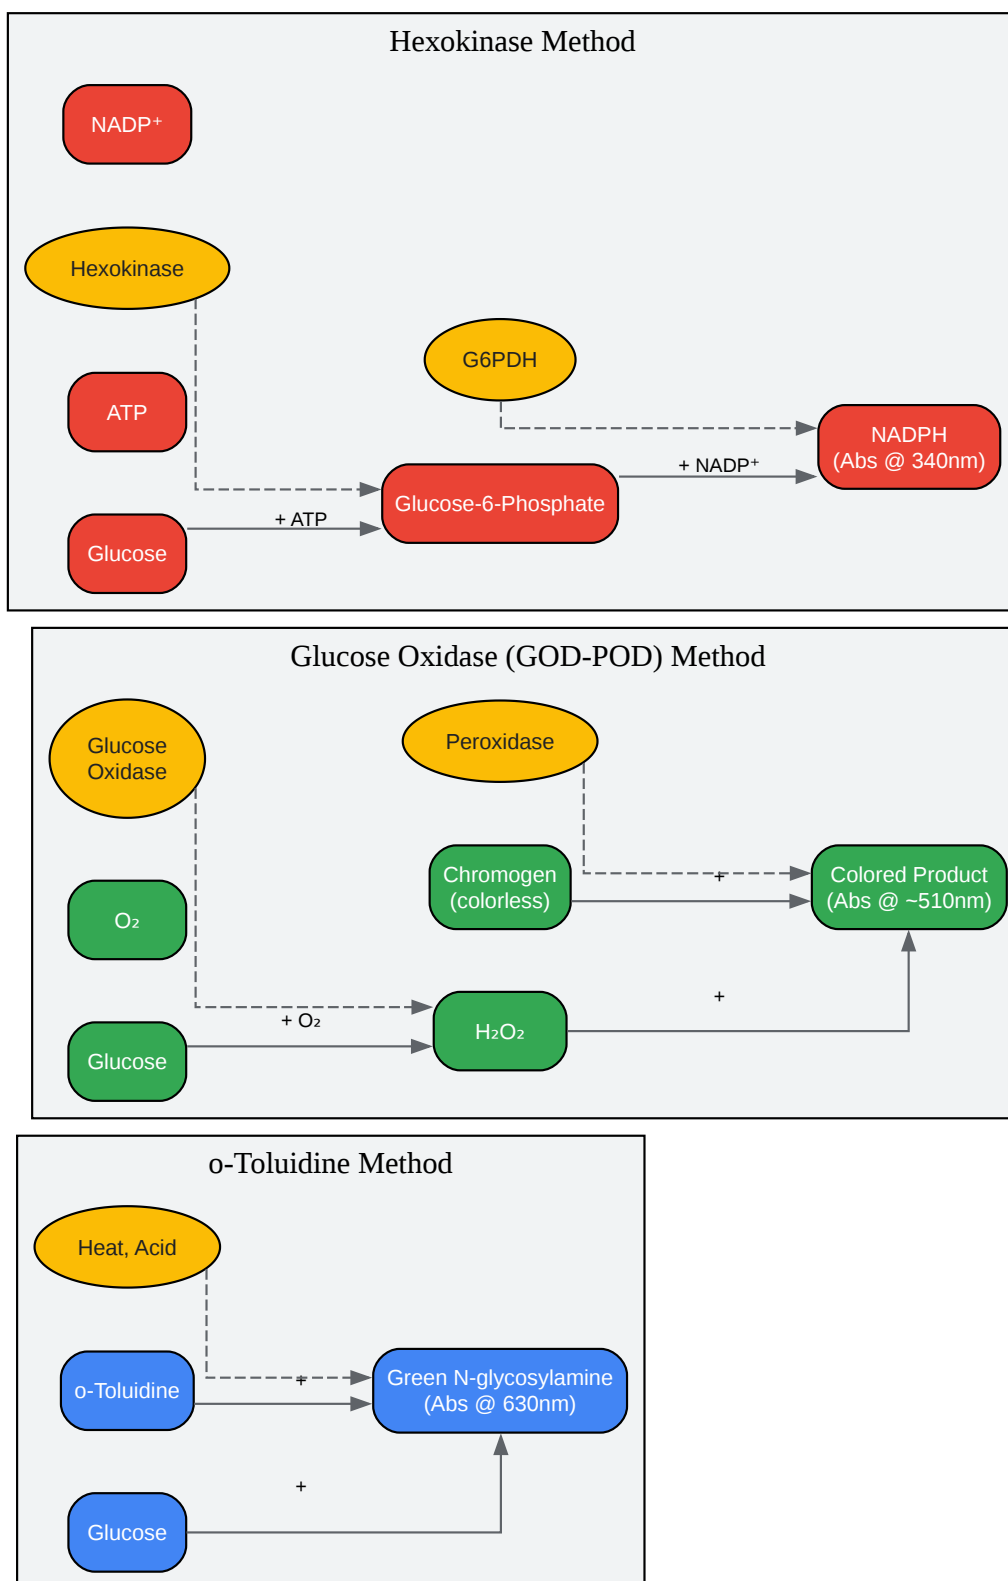 Hexokinase Method
NADP⁺
Hexokinase
G6PDH
ATP
NADPH
(Abs @ 340nm)
+ NADP⁺
Glucose-6-Phosphate
+ ATP
Glucose
Glucose Oxidase (GOD-POD) Method
Glucose
Oxidase
Peroxidase
Chromogen
(colorless)
+
Colored Product
(Abs @ ~510nm)
O₂
+
+ O₂
H₂O₂
Glucose
o-Toluidine Method
Heat, Acid
o-Toluidine
+
Green N-glycosylamine
(Abs @ 630nm)
+
Glucose